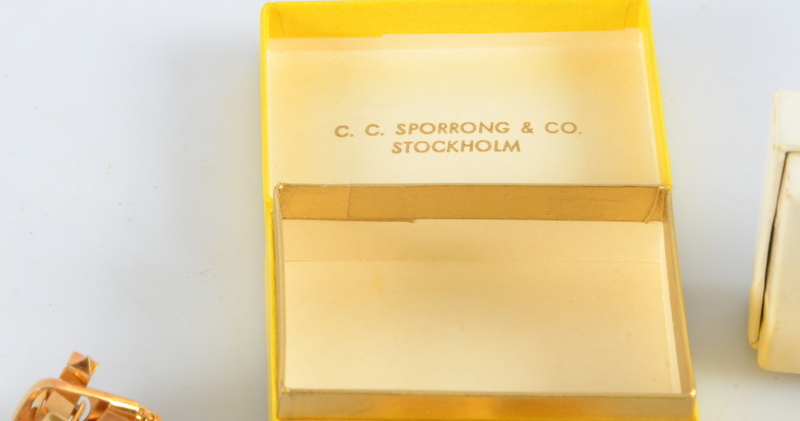 C. C. SPORRONG & CO.
STOCKHOLM